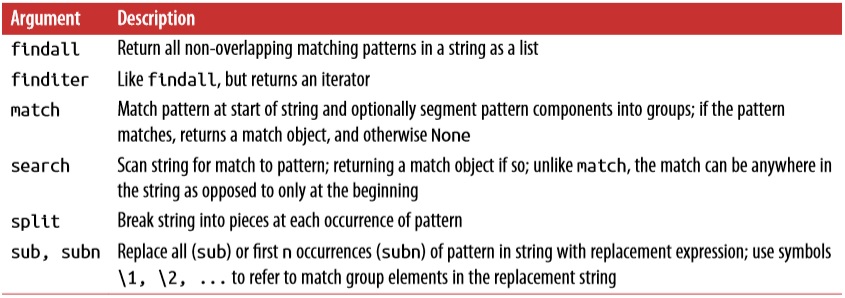 Argument Description
findall Return all non-overlapping matching patterns in a string as a list
finditer Like findall, but returns an iterator
match Match pattern at start of string and optionally segment pattern components into groups; if the pattern
matches, returns a match object, and otherwise None
search Scan string for match to pattern; returning a match object if so; unlike match, the match can be anywhere in
the string as opposed to only at the beginning
split Break string into pieces at each occurrence of pattern
sub, subn Replace all (sub) or first n occurrences (subn) of pattern in string with replacement expression; use symbols
\1, \2, ... to refer to match group elements in the replacement string